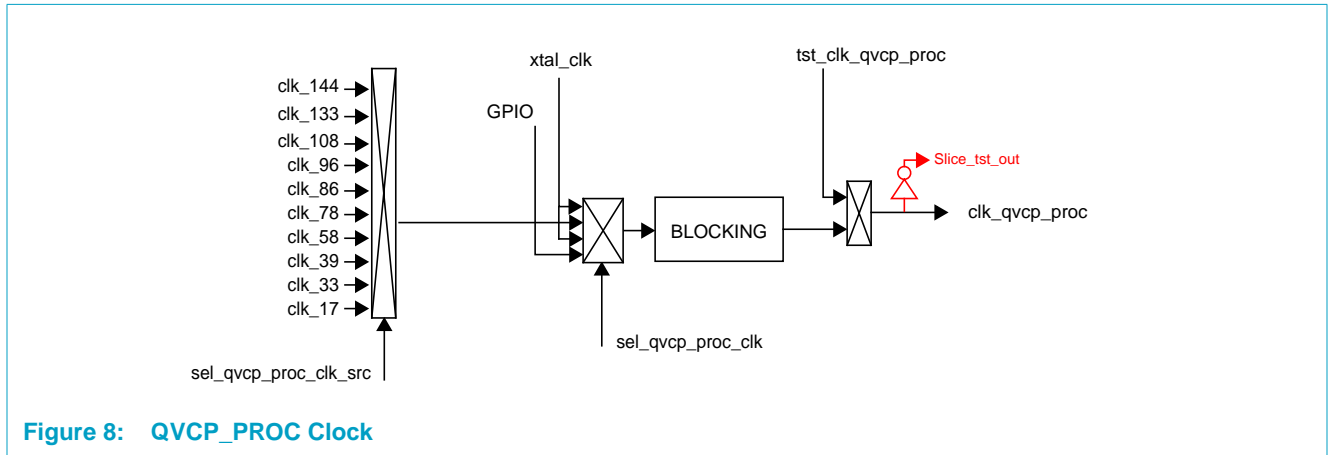 xtal_clk
tst_clk_qvcp_proc
clk_144
GPIO
clk_133
clk_108
clk_96
Slice_tst_out
clk_86
clk_78
clk_qvcp_proc
BLOCKING
clk_58
clk_39
clk_33
clk_17
sel_qvcp_proc_clk
sel_qvcp_proc_clk_src
Figure 8: QVCP_PROC Clock